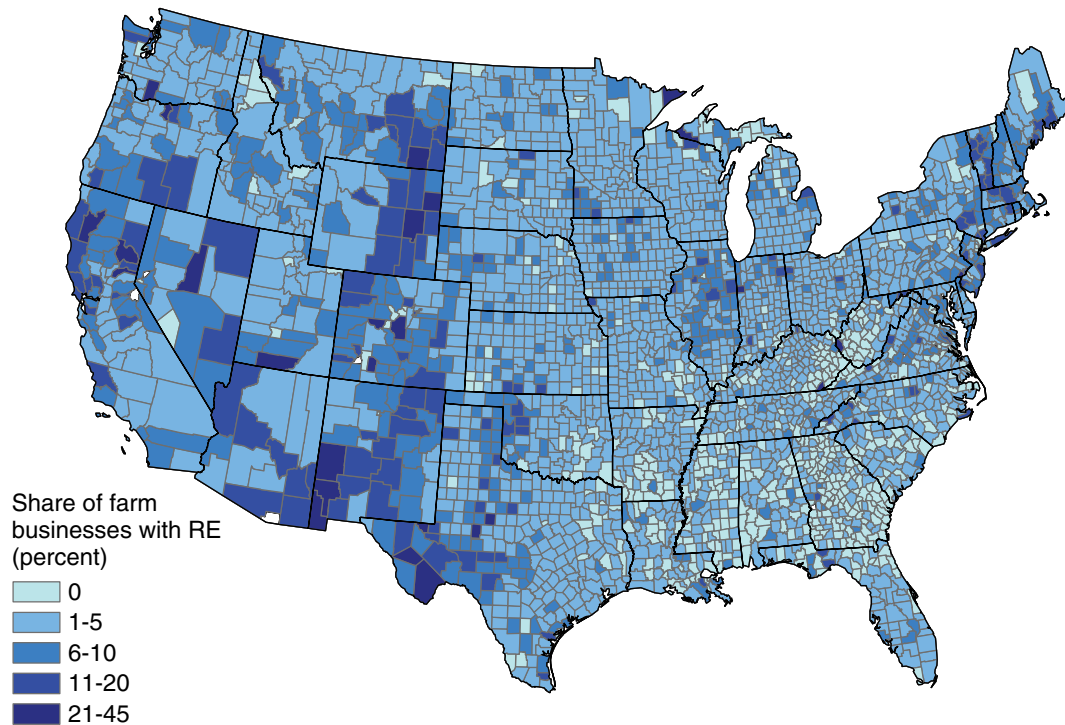 Share of farm
businesses with RE
(percent)
0
1-5
6-10
11-20
21-45